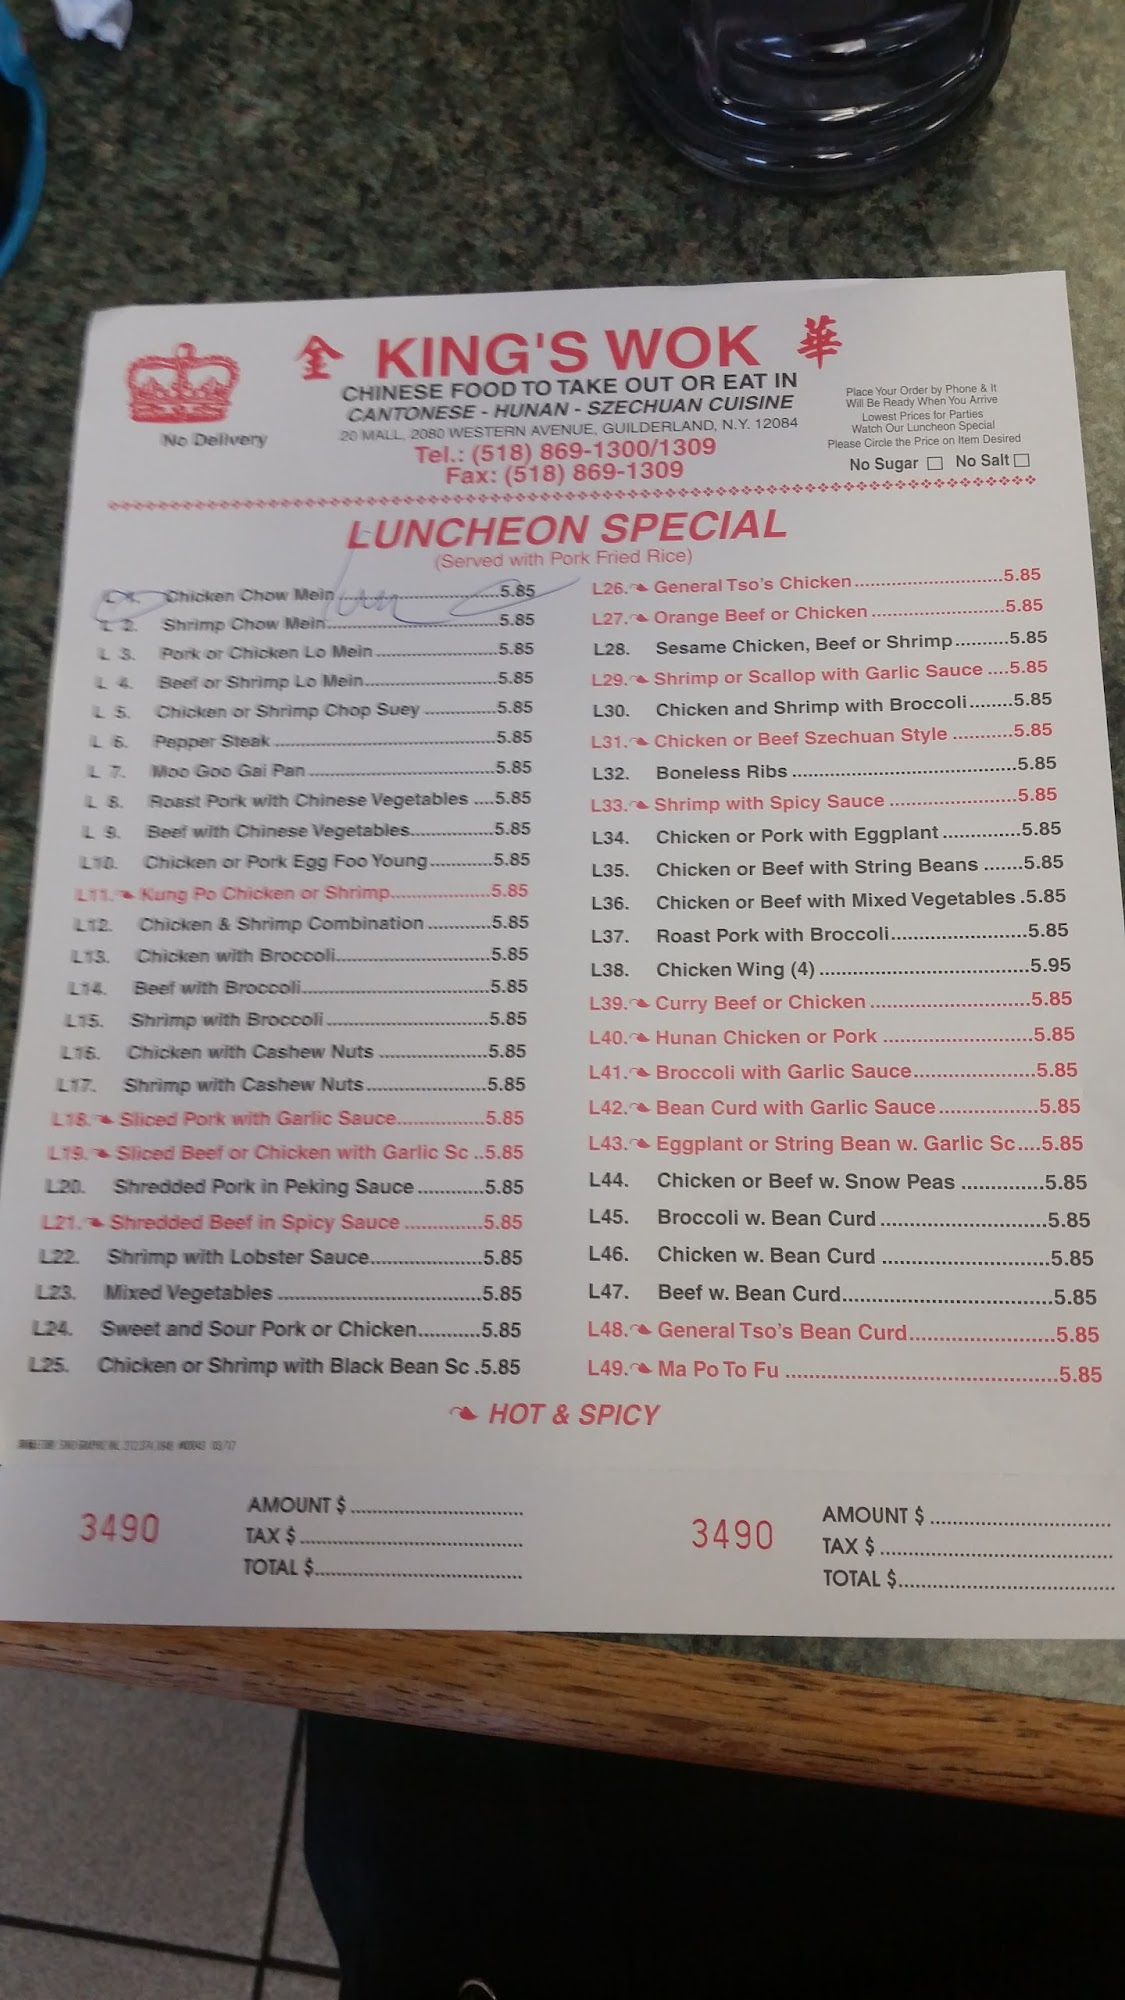 金 KING'S WOK 華
CHINESE FOOD TO TAKE OUT OR EAT IN
CANTONESE - HUNAN - SZECHUAN CUISINE
20 MALL, 2080 WESTERN AVENUE, GUILDERLAND, N.Y. 12084
Tel.: (518) 869-1300/1309
Fax: (518) 869-1309
No Delivery
Place Your Order by Phone & It
Will Be Ready When You Arrive
Lowest Prices for Parties
Watch Our Luncheon Special
Please Circle the Price on Item Desired
No Sugar □ No Salt □
LUNCHEON SPECIAL
(Served with Pork Fried Rice)
L 1. Chicken Chow Mein 5.85
L 2. Shrimp Chow Mein 5.85
L 3. Pork or Chicken Lo Mein 5.85
L 4. Beef or Shrimp Lo Mein 5.85
L 5. Chicken or Shrimp Chop Suey 5.85
L 6. Pepper Steak 5.85
L 7. Moo Goo Gai Pan 5.85
L 8. Roast Pork with Chinese Vegetables 5.85
L 9. Beef with Chinese Vegetables 5.85
L10. Chicken or Pork Egg Foo Young 5.85
L11. Kung Po Chicken or Shrimp 5.85
L12. Chicken & Shrimp Combination 5.85
L13. Chicken with Broccoli 5.85
L14. Beef with Broccoli 5.85
L15. Shrimp with Broccoli 5.85
L16. Chicken with Cashew Nuts 5.85
L17. Shrimp with Cashew Nuts 5.85
L18. Sliced Pork with Garlic Sauce 5.85
L19. Sliced Beef or Chicken with Garlic Sc 5.85
L20. Shredded Pork in Peking Sauce 5.85
L21. Shredded Beef in Spicy Sauce 5.85
L22. Shrimp with Lobster Sauce 5.85
L23. Mixed Vegetables 5.85
L24. Sweet and Sour Pork or Chicken 5.85
L25. Chicken or Shrimp with Black Bean Sc 5.85
L26. General Tso's Chicken 5.85
L27. Orange Beef or Chicken 5.85
L28. Sesame Chicken, Beef or Shrimp 5.85
L29. Shrimp or Scallop with Garlic Sauce 5.85
L30. Chicken and Shrimp with Broccoli 5.85
L31. Chicken or Beef Szechuan Style 5.85
L32. Boneless Ribs 5.85
L33. Shrimp with Spicy Sauce 5.85
L34. Chicken or Pork with Eggplant 5.85
L35. Chicken or Beef with String Beans 5.85
L36. Chicken or Beef with Mixed Vegetables 5.85
L37. Roast Pork with Broccoli 5.85
L38. Chicken Wing (4) 5.95
L39. Curry Beef or Chicken 5.85
L40. Hunan Chicken or Pork 5.85
L41. Broccoli with Garlic Sauce 5.85
L42. Bean Curd with Garlic Sauce 5.85
L43. Eggplant or String Bean w. Garlic Sc 5.85
L44. Chicken or Beef w. Snow Peas 5.85
L45. Broccoli w. Bean Curd 5.85
L46. Chicken w. Bean Curd 5.85
L47. Beef w. Bean Curd 5.85
L48. General Tso's Bean Curd 5.85
L49. Ma Po To Fu 5.85
HOT & SPICY
3490
AMOUNT $
TAX $
TOTAL $
3490
AMOUNT $
TAX $
TOTAL $